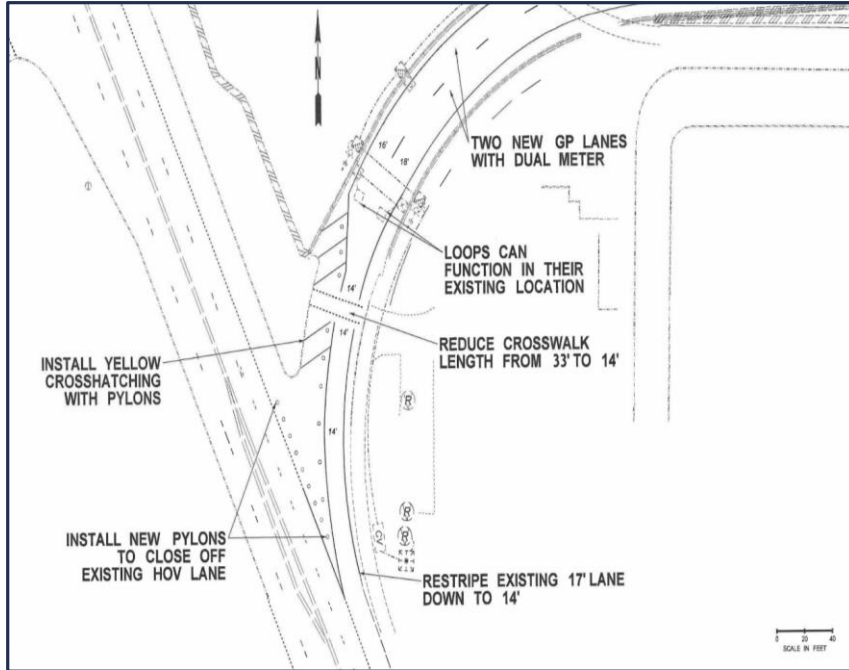 N
TWO NEW GP LANES
WITH DUAL METER
16'
18'
LOOPS CAN
FUNCTION IN THEIR
EXISTING LOCATION
14'
14'
REDUCE CROSSWALK
LENGTH FROM 33' TO 14'
INSTALL YELLOW
CROSSHATCHING
WITH PYLONS
R
14'
INSTALL NEW PYLONS
TO CLOSE OFF
EXISTING HOV LANE
R
R
GV
RESTRIPE EXISTING 17' LANE
DOWN TO 14'
0 20 40
SCALE IN FEET